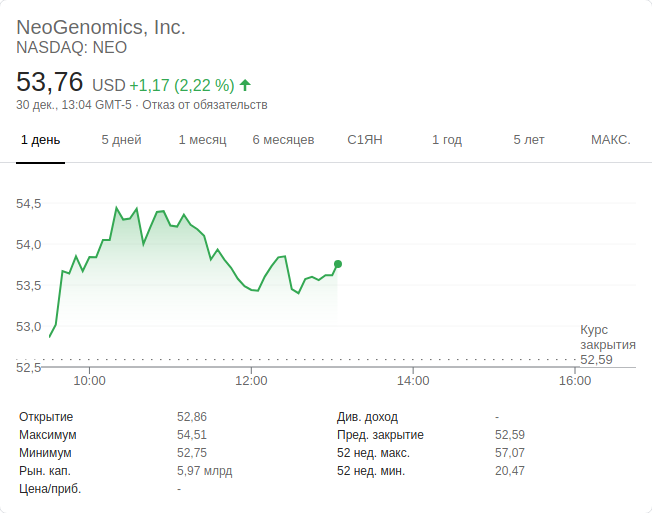 NeoGenomics, Inc.
NASDAQ: NEO
53,76 USD +1,17 (2,22 %)
30 дек., 13:04 GMT-5 · Отказ от обязательств
1 день 5 дней 1 месяц 6 месяцев С1ЯН 1 год 5 лет МАКС.
54,5
54,0
53,5
53,0
52,5
Курс
закрытия
52,59
10:00 12:00 14:00 16:00
Открытие 52,86 Див. доход -
Максимум 54,51 Пред. закрытие 52,59
Минимум 52,75 52 нед. макс. 57,07
Рын. кап. 5,97 млрд 52 нед. мин. 20,47
Цена/приб. -